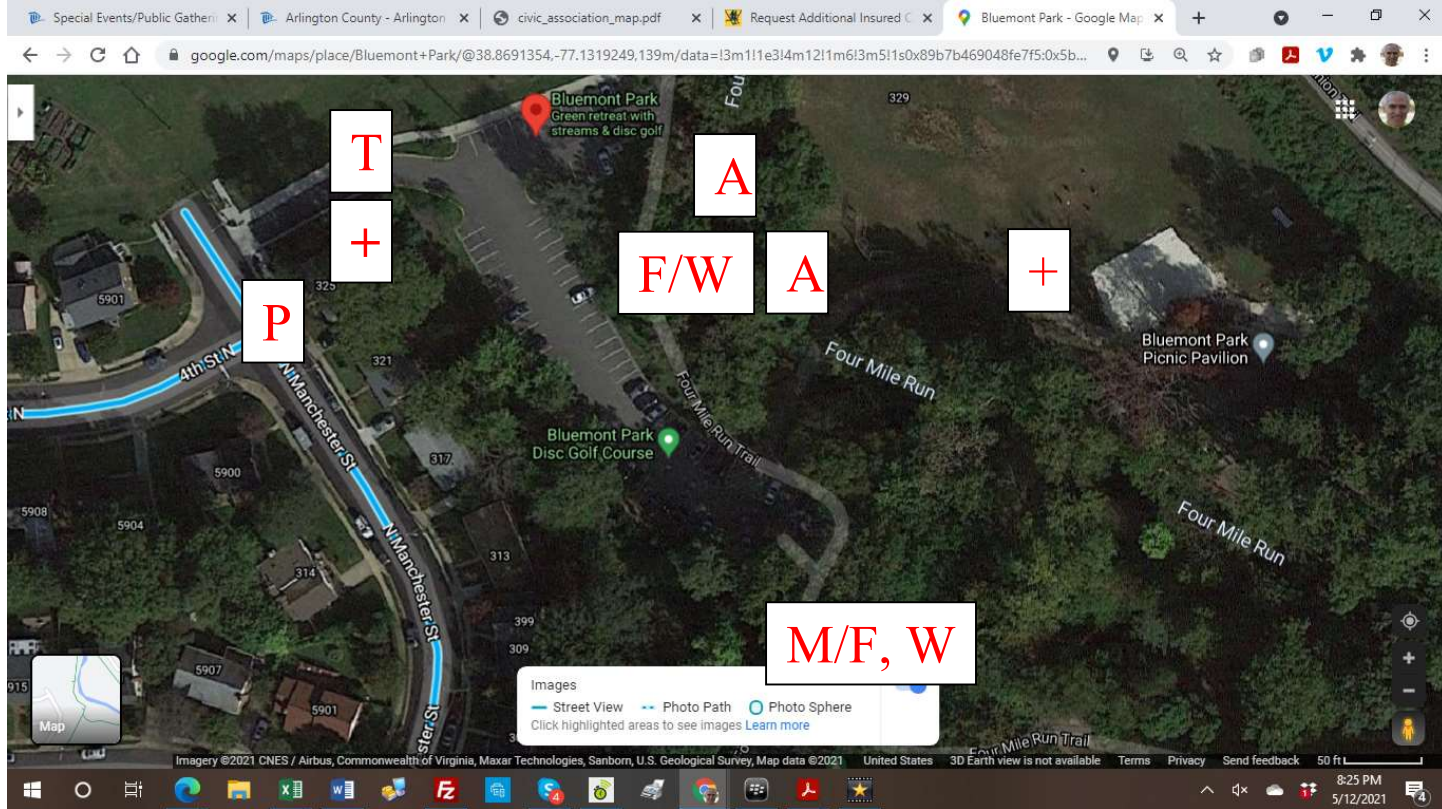 Special Events/Public Gatheri
Arlington County - Arlington
civic_association_map.pdf
Request Additional Insured C
Bluemont Park - Google Map
google.com/maps/place/Bluemont+Park/@38.8691354,-77.1319249,139m/data=!3m1!1e3!4m12!1m6!3m5!1s0x89b7b469048fe7f5:0x5b...
Bluemont Park
Green retreat with
streams & disc golf
Four
329
T
A
+
F/W
A
+
5901
325
P
4th St N
N
N Manchester St
321
Four Mile Run
Bluemont Park
Picnic Pavilion
Four Mile Run Trail
Bluemont Park
Disc Golf Course
317
5900
5908
5904
N Manchester St
Four Mile Run
313
314
399
309
M/F, W
5907
915
5901
ster St
Map
Images
Street View
Photo Path
Photo Sphere
Click highlighted areas to see images Learn more
3
Four Mile Run Trail
Imagery ©2021 CNES / Airbus, Commonwealth of Virginia, Maxar Technologies, Sanborn, U.S. Geological Survey, Map data ©2021
United States
3D Earth view is not available
Terms
Privacy
Send feedback
50 ft
8:25 PM
5/12/2021